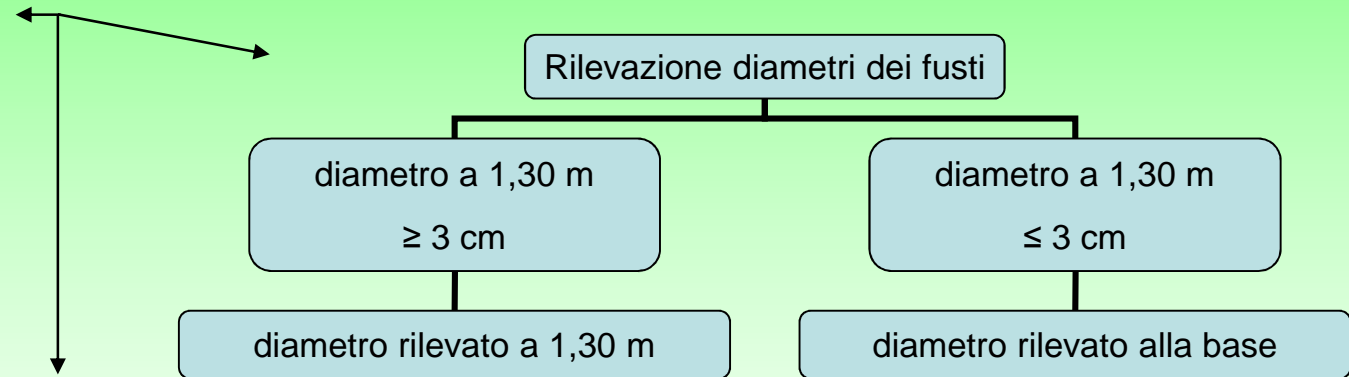 Rilevazione diametri dei fusti
diametro a 1,30 m
≥ 3 cm
diametro a 1,30 m
≤ 3 cm
diametro rilevato a 1,30 m
diametro rilevato alla base